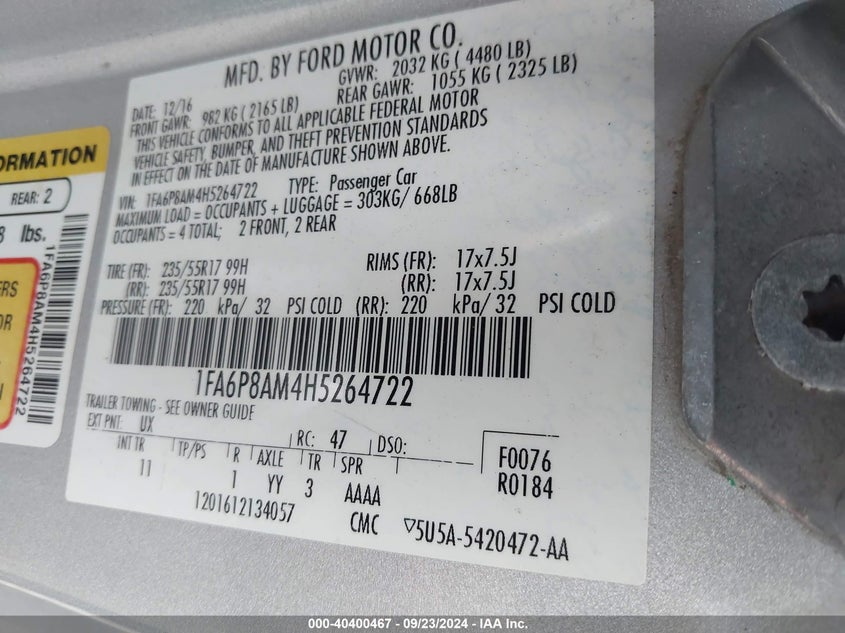 MFD. BY FORD MOTOR CO.
DATE: 12/16 GVWR: 2032 KG ( 4480 LB)
FRONT GAWR: 982 KG ( 2165 LB) REAR GAWR: 1055 KG ( 2325 LB)
THIS VEHICLE CONFORMS TO ALL APPLICABLE FEDERAL MOTOR
VEHICLE SAFETY, BUMPER, AND THEFT PREVENTION STANDARDS
IN EFFECT ON THE DATE OF MANUFACTURE SHOWN ABOVE.
VIN: 1FA6P8AM4H5264722 TYPE: Passenger Car
MAXIMUM LOAD = OCCUPANTS + LUGGAGE = 303KG/ 668LB
OCCUPANTS = 4 TOTAL; 2 FRONT, 2 REAR
TIRE (FR): 235/55R17 99H RIMS (FR): 17x7.5J
(RR): 235/55R17 99H (RR): 17x7.5J
PRESSURE (FR): 220 kPa/ 32 PSI COLD (RR): 220 kPa/ 32 PSI COLD
1FA6P8AM4H5264722
TRAILER TOWING - SEE OWNER GUIDE
EXT PNT: UX RC: 47 DSO:
INT TR TP/PS R AXLE TR SPR F0076
11 1 YY 3 AAAA R0184
1201612134057 CMC ▽5U5A-5420472-AA
ORMATION
REAR: 2
8 lbs.
ERS
OR
1FA6P8AM4H5264722
000-40400467 - 09/23/2024 - IAA Inc.